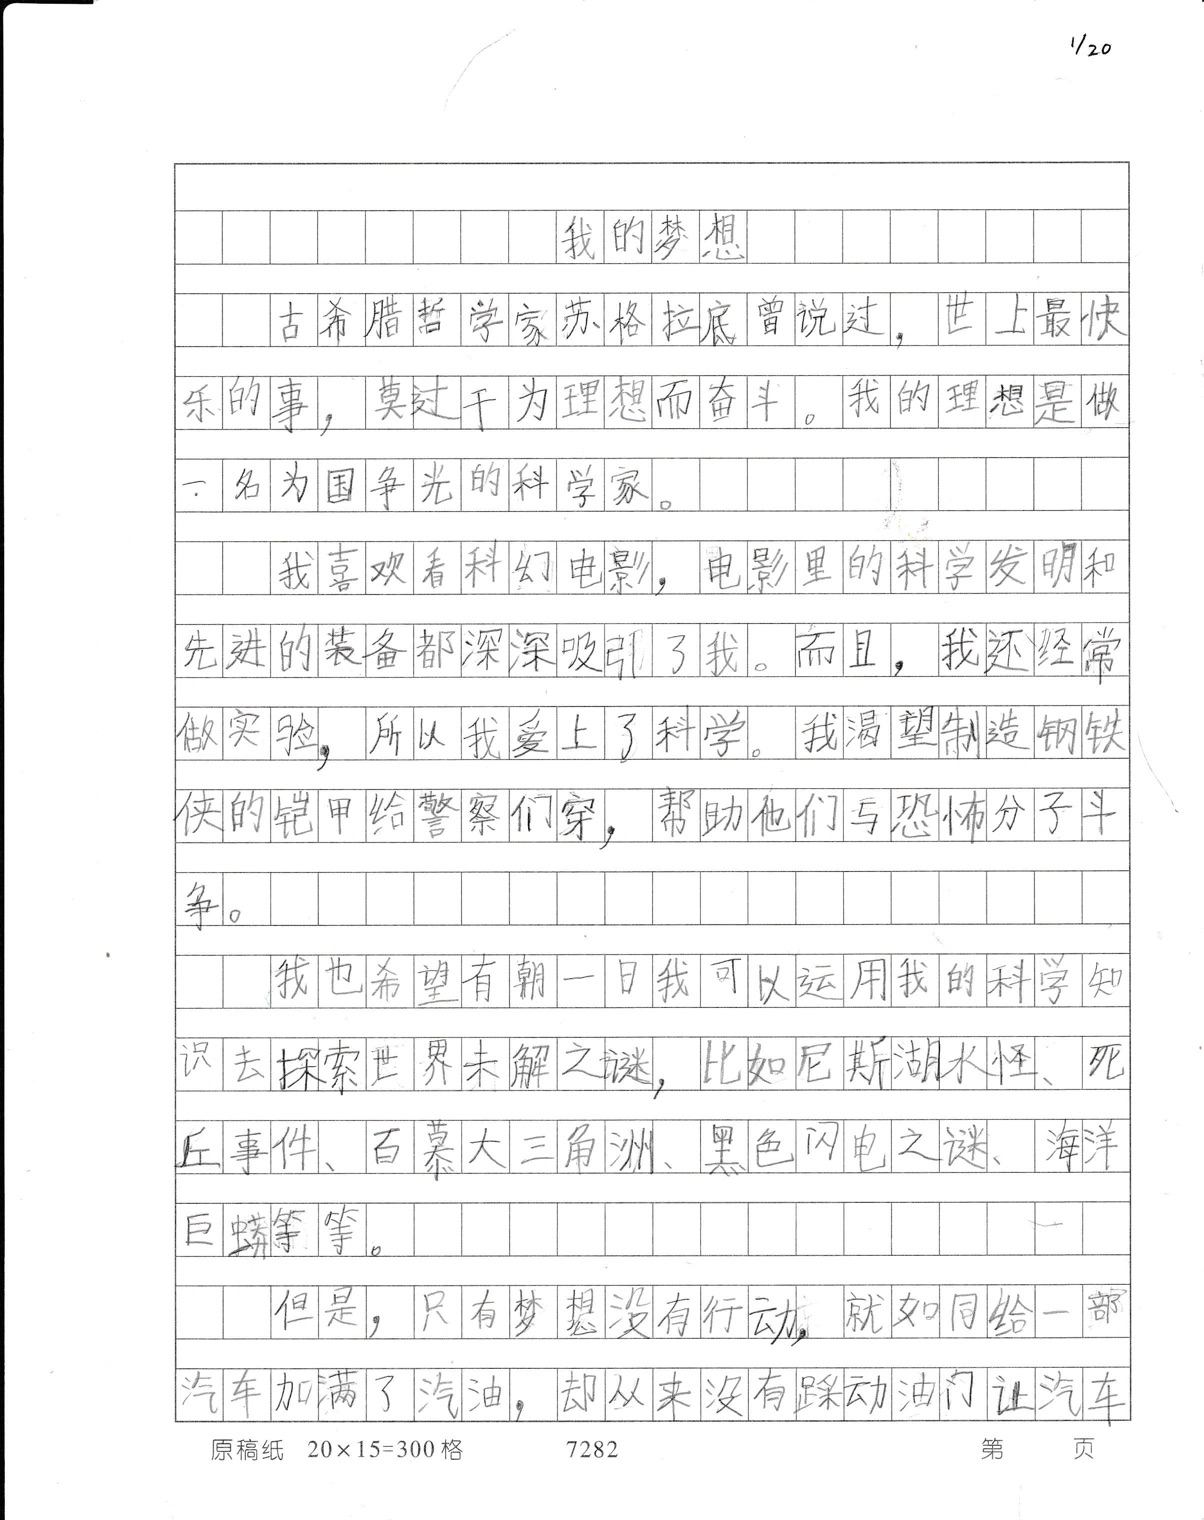 1/20
我的梦想
古希腊哲学家苏格拉底曾说过，世上最快
乐的事，莫过于为理想而奋斗。我的理想是做
一名为国争光的科学家。
我喜欢看科幻电影，电影里的科学发明和
先进的装备都深深吸引了我。而且，我还经常
做实验，所以我爱上了科学。我渴望制造钢铁
侠的铠甲给警察们穿，帮助他们与恐怖分子斗
争。
我也希望有朝一日我可以运用我的科学知
识去探索世界未解之谜，比如尼斯湖水怪、死
丘事件、百慕大三角洲、黑色闪电之谜、海洋
巨蟒等等。
但是，只有梦想没有行动，就如同给一部
汽车加满了汽油，却从来没有踩动油门让汽车
原稿纸 20×15=300格 7282 第 页